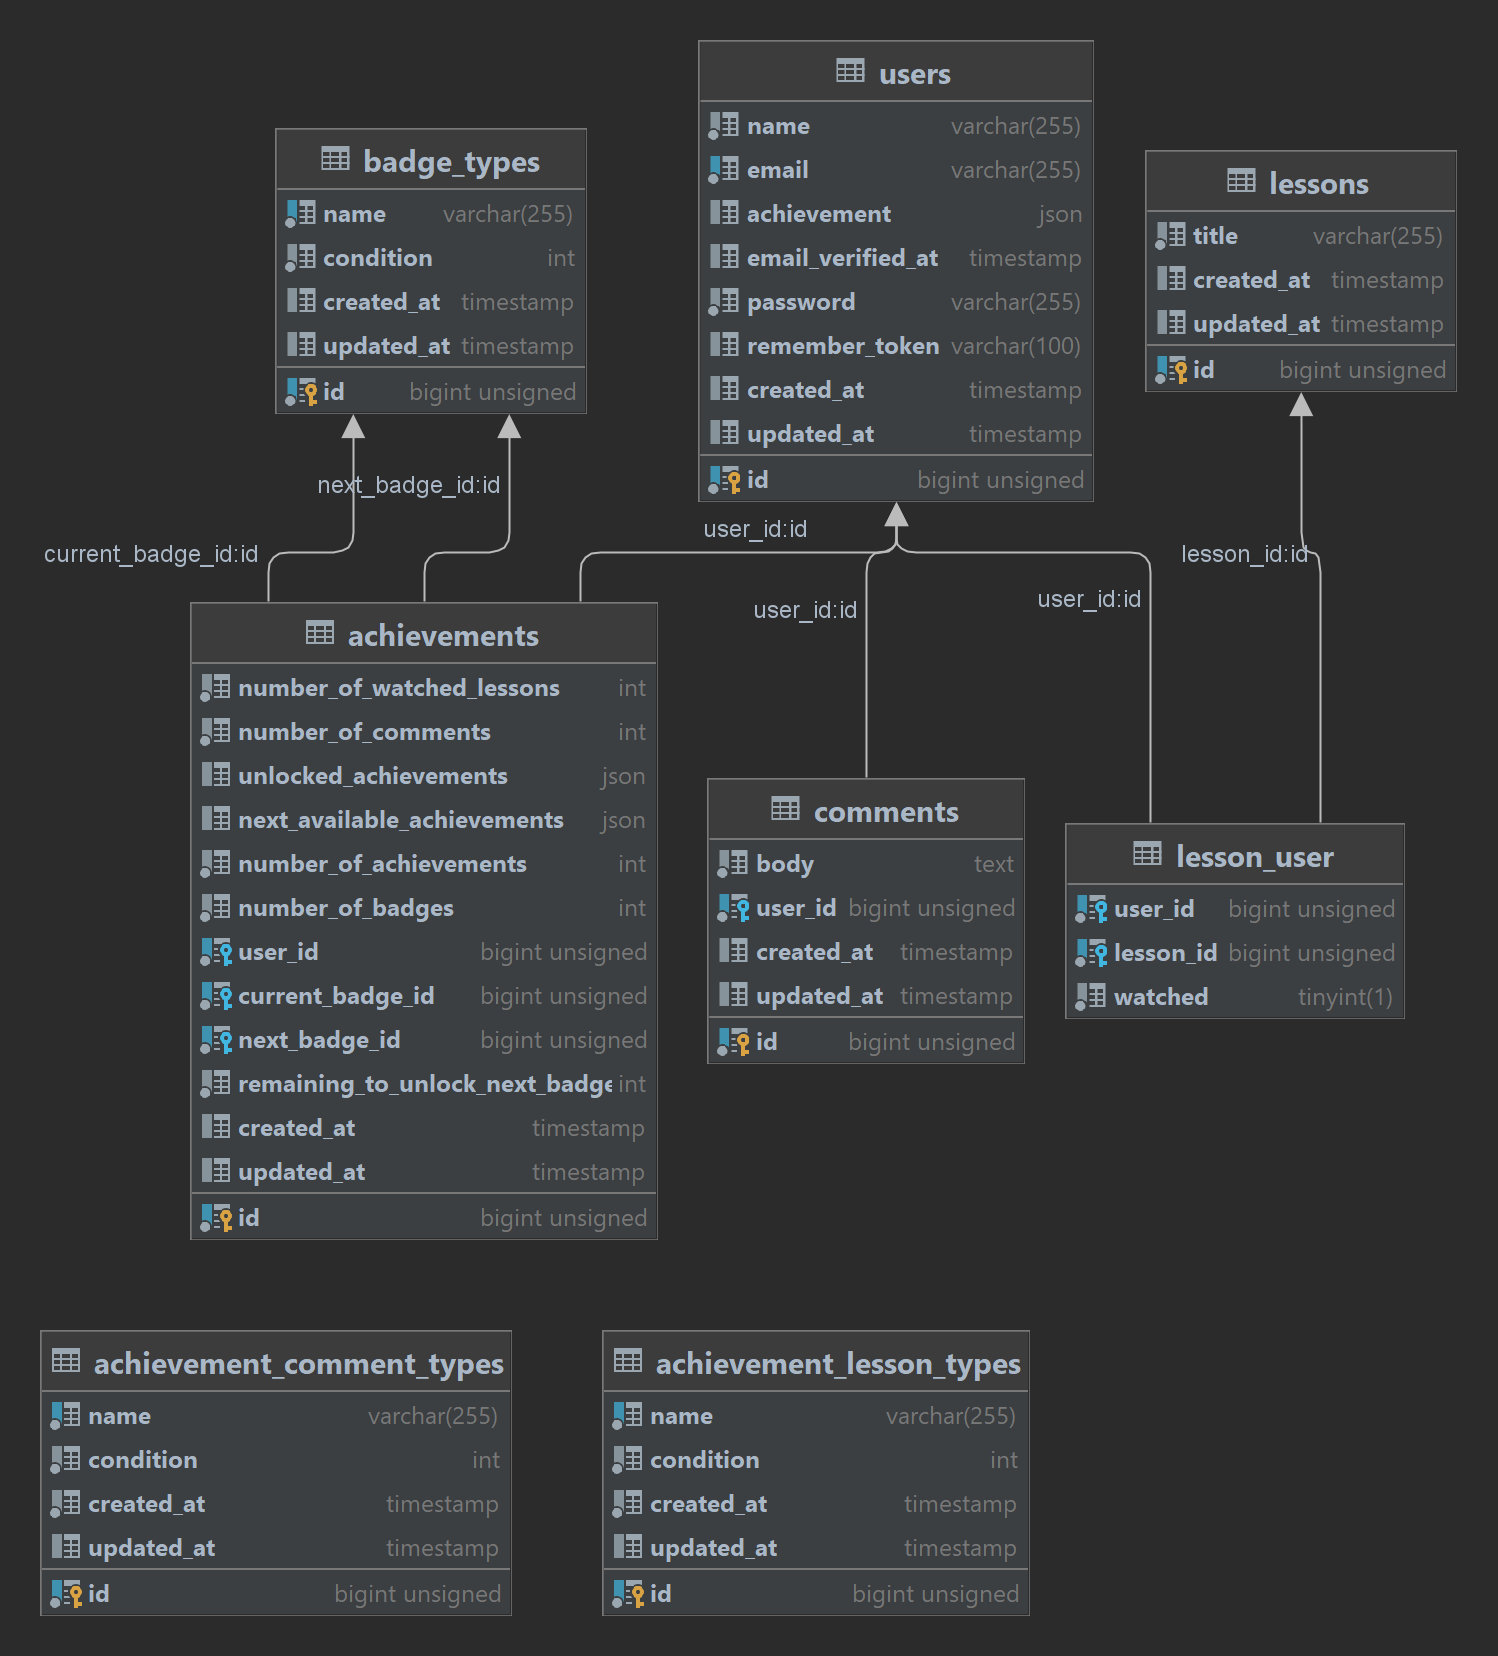 users
name varchar(255)
email varchar(255)
achievement json
email_verified_at timestamp
password varchar(255)
remember_token varchar(100)
created_at timestamp
updated_at timestamp
id bigint unsigned
badge_types
name varchar(255)
condition int
created_at timestamp
updated_at timestamp
id bigint unsigned
lessons
title varchar(255)
created_at timestamp
updated_at timestamp
id bigint unsigned
next_badge_id:id
current_badge_id:id
user_id:id
user_id:id
user_id:id
lesson_id:id
achievements
number_of_watched_lessons int
number_of_comments int
unlocked_achievements json
next_available_achievements json
number_of_achievements int
number_of_badges int
user_id bigint unsigned
current_badge_id bigint unsigned
next_badge_id bigint unsigned
remaining_to_unlock_next_badge int
created_at timestamp
updated_at timestamp
id bigint unsigned
comments
body text
user_id bigint unsigned
created_at timestamp
updated_at timestamp
id bigint unsigned
lesson_user
user_id bigint unsigned
lesson_id bigint unsigned
watched tinyint(1)
achievement_comment_types
name varchar(255)
condition int
created_at timestamp
updated_at timestamp
id bigint unsigned
achievement_lesson_types
name varchar(255)
condition int
created_at timestamp
updated_at timestamp
id bigint unsigned